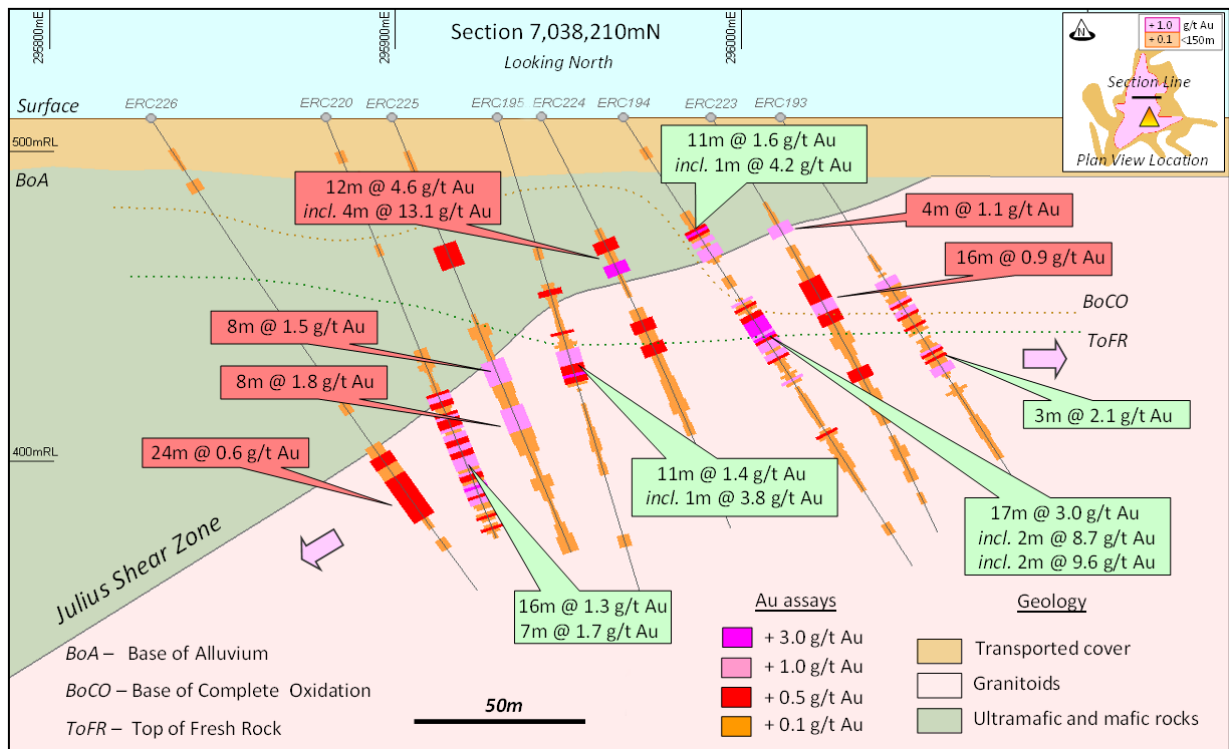 295800mE
295900mE
296000mE
Section 7,038,210mN
Looking North
+ 1.0 g/t Au
+ 0.1 <150m
N
Section Line
Plan View Location
Surface
ERC226
ERC220
ERC225
ERC195
ERC224
ERC194
ERC223
ERC193
500mRL
BoA
11m @ 1.6 g/t Au
incl. 1m @ 4.2 g/t Au
12m @ 4.6 g/t Au
incl. 4m @ 13.1 g/t Au
4m @ 1.1 g/t Au
16m @ 0.9 g/t Au
BoCO
ToFR
8m @ 1.5 g/t Au
8m @ 1.8 g/t Au
3m @ 2.1 g/t Au
400mRL
24m @ 0.6 g/t Au
11m @ 1.4 g/t Au
incl. 1m @ 3.8 g/t Au
17m @ 3.0 g/t Au
incl. 2m @ 8.7 g/t Au
incl. 2m @ 9.6 g/t Au
Julius Shear Zone
16m @ 1.3 g/t Au
7m @ 1.7 g/t Au
BoA – Base of Alluvium
BoCO – Base of Complete Oxidation
ToFR – Top of Fresh Rock
50m
Au assays
+ 3.0 g/t Au
+ 1.0 g/t Au
+ 0.5 g/t Au
+ 0.1 g/t Au
Geology
Transported cover
Granitoids
Ultramafic and mafic rocks